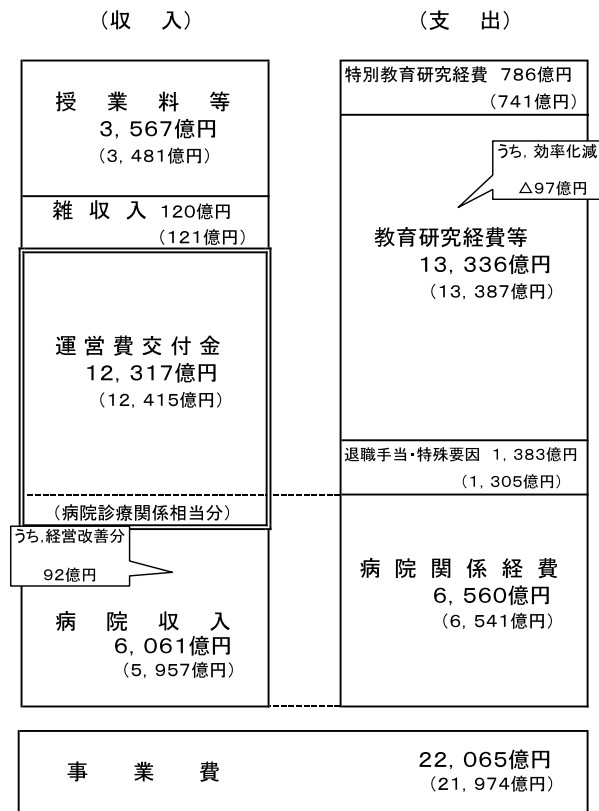 （収　入）
授　業　料　等
3, 567億円
（3, 481億円）
雑　収　入　120億円
（121億円）
運 営 費 交 付 金
12, 317億円
（12, 415億円）
（病院診療関係相当分）
うち,経営改善分
92億円
病　院　収　入
6, 061億円
（5, 957億円）
（支　出）
特別教育研究経費　786億円
（741億円）
うち, 効率化減
△97億円
教育研究経費等
13, 336億円
（13, 387億円）
退職手当・特殊要因　1, 383億円
（1, 305億円）
病　院　関　係　経　費
6, 560億円
（6, 541億円）
事　業　費　22, 065億円
（21, 974億円）